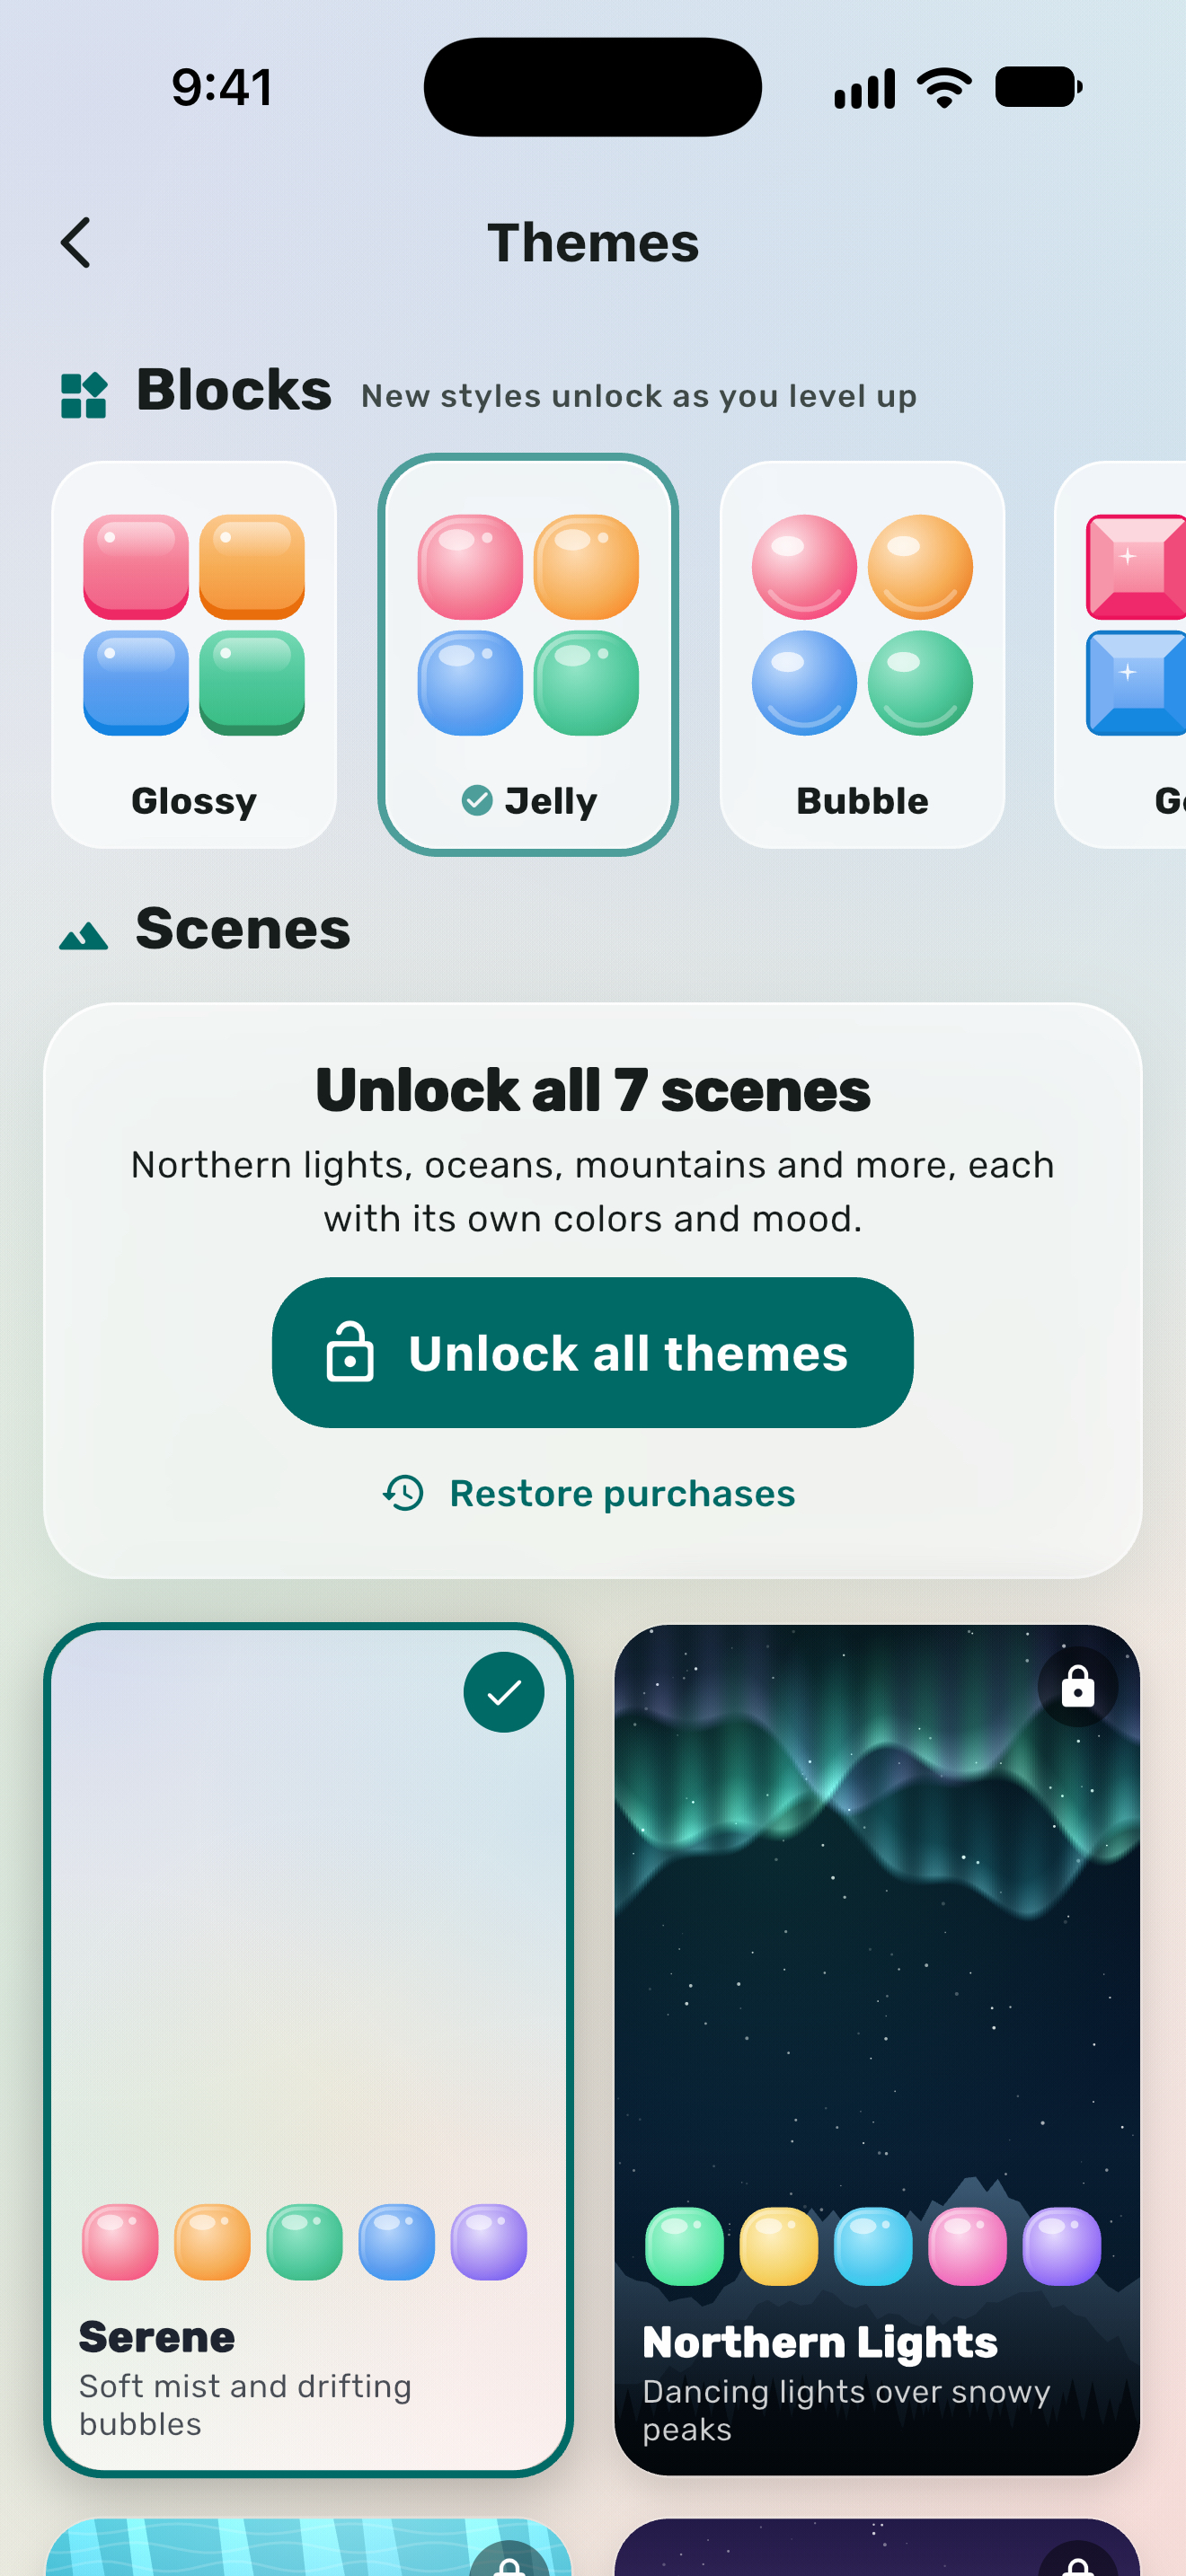 9:41
Themes
Blocks New styles unlock as you level up
Glossy
Jelly
Bubble
Scenes
Unlock all 7 scenes
Northern lights, oceans, mountains and more, each
with its own colors and mood.
Unlock all themes
Restore purchases
Serene
Soft mist and drifting
bubbles
Northern Lights
Dancing lights over snowy
peaks